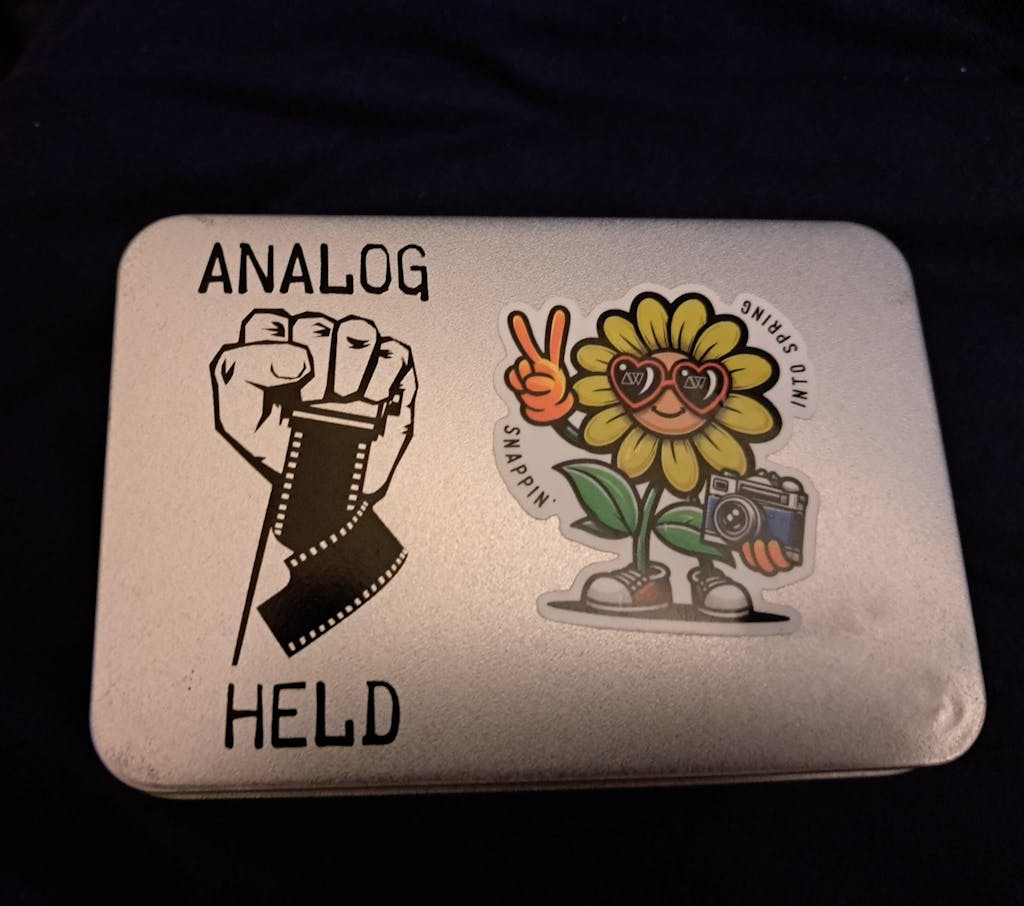 ANALOG
HELD
SNAPPIN'
INTO SPRING